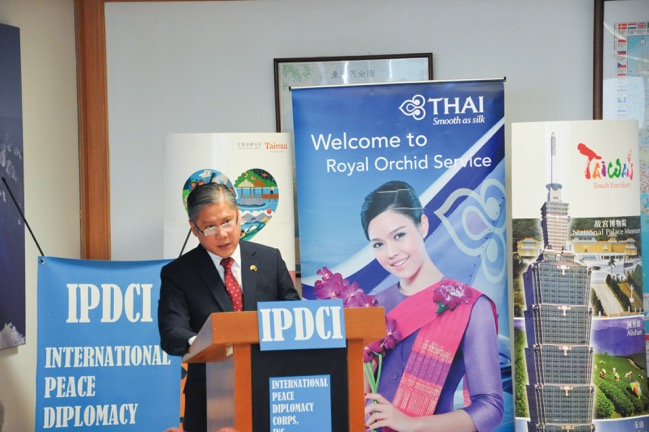 IPDCI
INTERNATIONAL
PEACE
DIPLOMACY
Taiwan
THAI
Smooth as silk
Welcome to
Royal Orchid Service
IPDCI
INTERNATIONAL
PEACE
DIPLOMACY
CORPS,
INC.
TAIWAN
Touch Your Heart
故宮博物院
National Palace Museum
Alishan